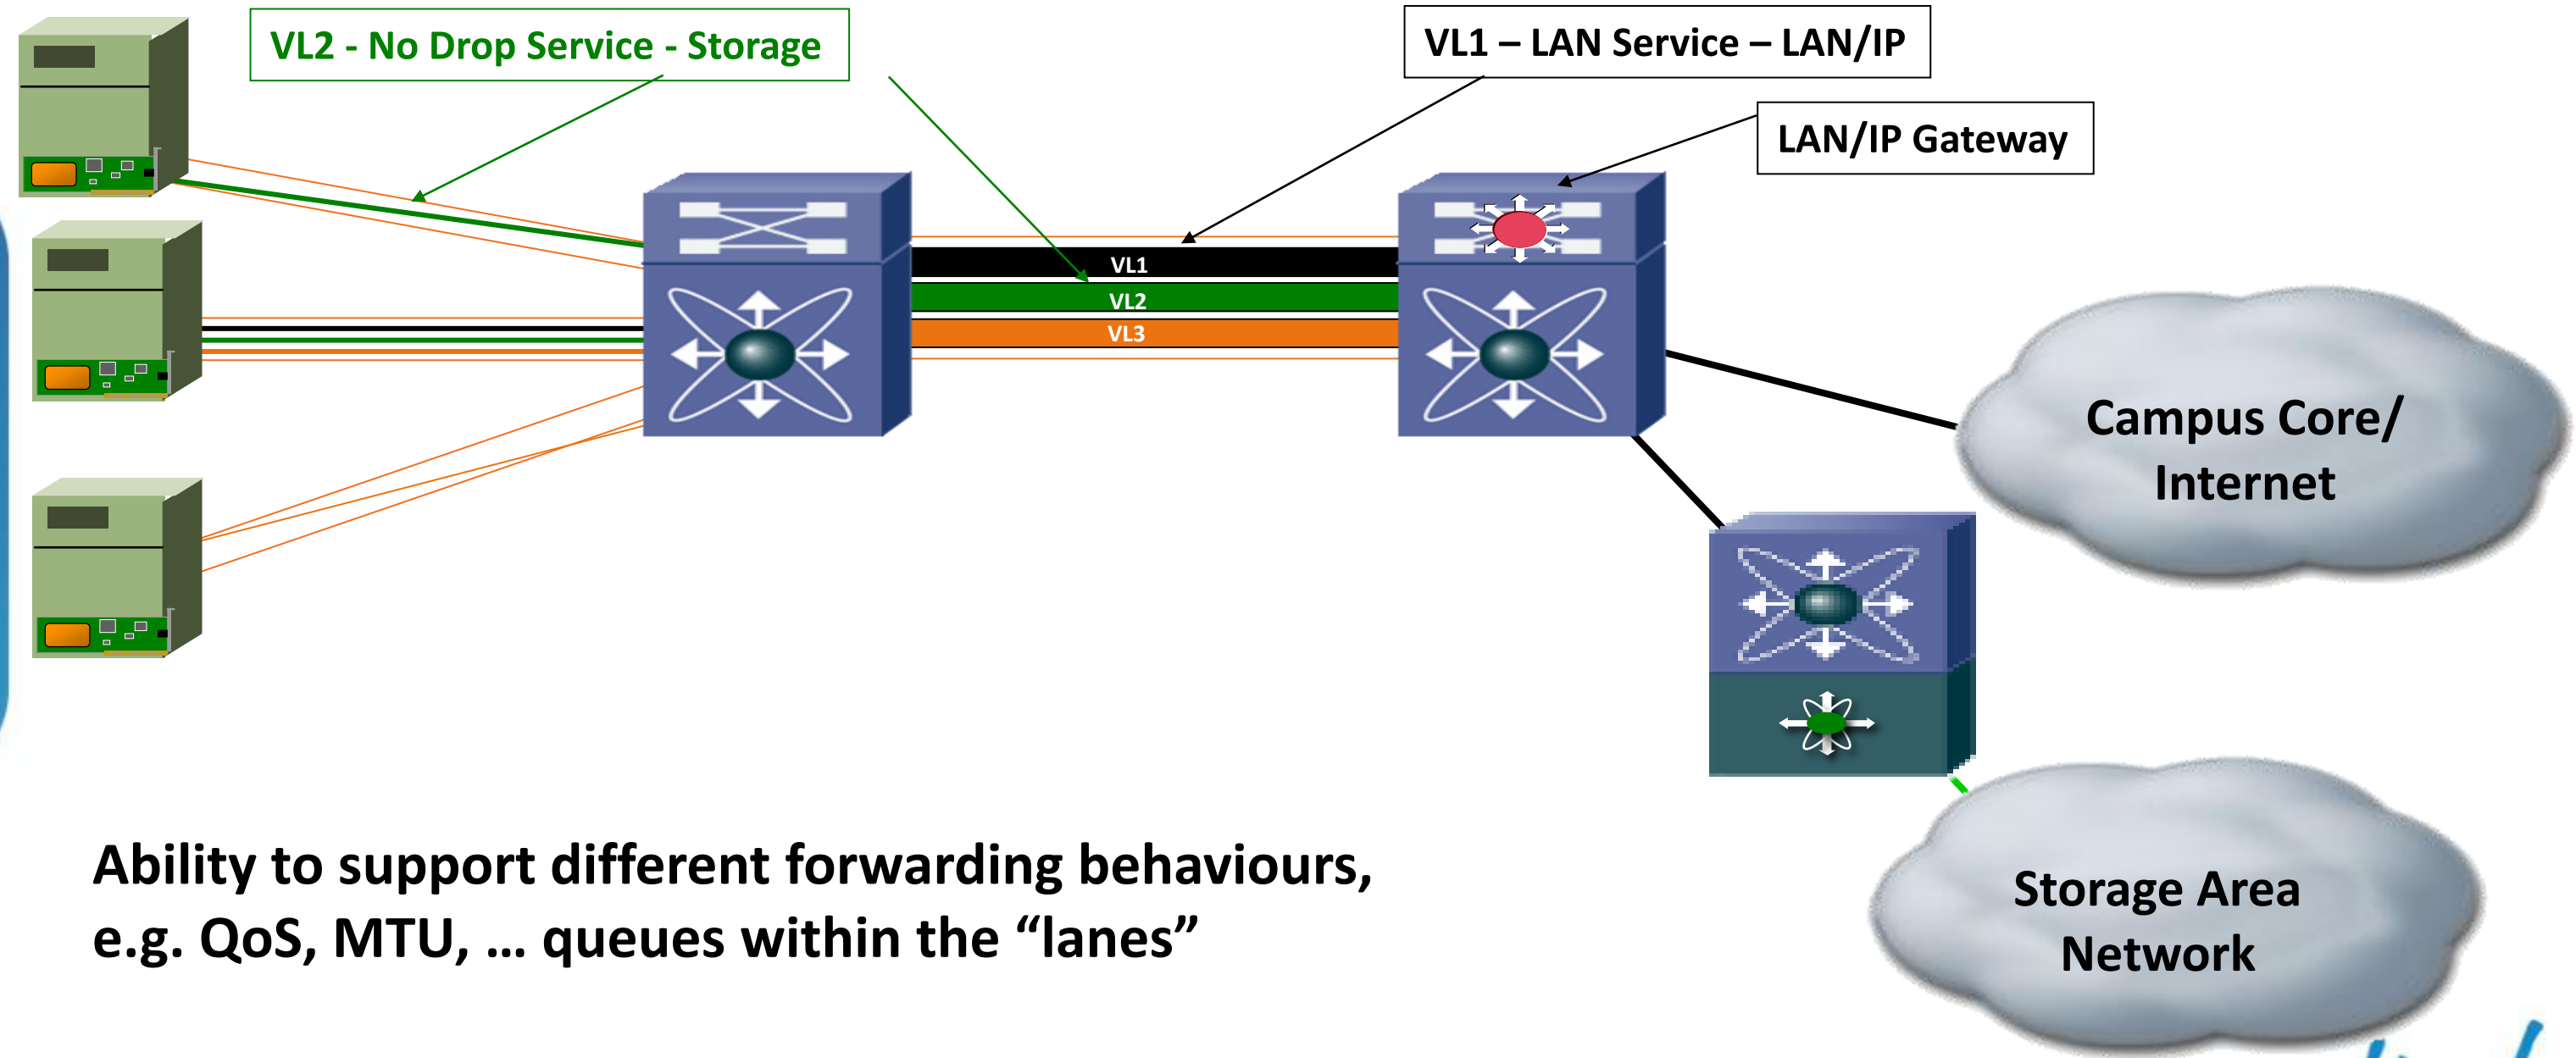 VL2 - No Drop Service - Storage
VL1 – LAN Service – LAN/IP
LAN/IP Gateway
VL1
VL2
VL3
Campus Core/
Internet
Storage Area
Network
Ability to support different forwarding behaviours,
e.g. QoS, MTU, … queues within the “lanes”